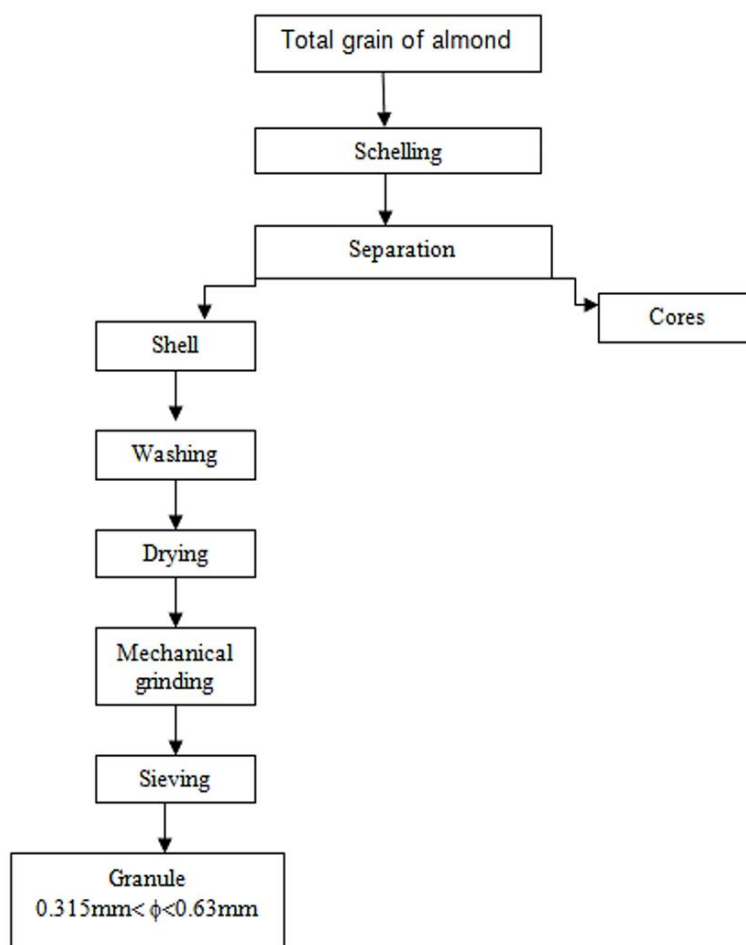 Total grain of almond
Schelling
Separation
Cores
Shell
Washing
Drying
Mechanical
grinding
Sieving
Granule
0.315mm< ϕ<0.63mm